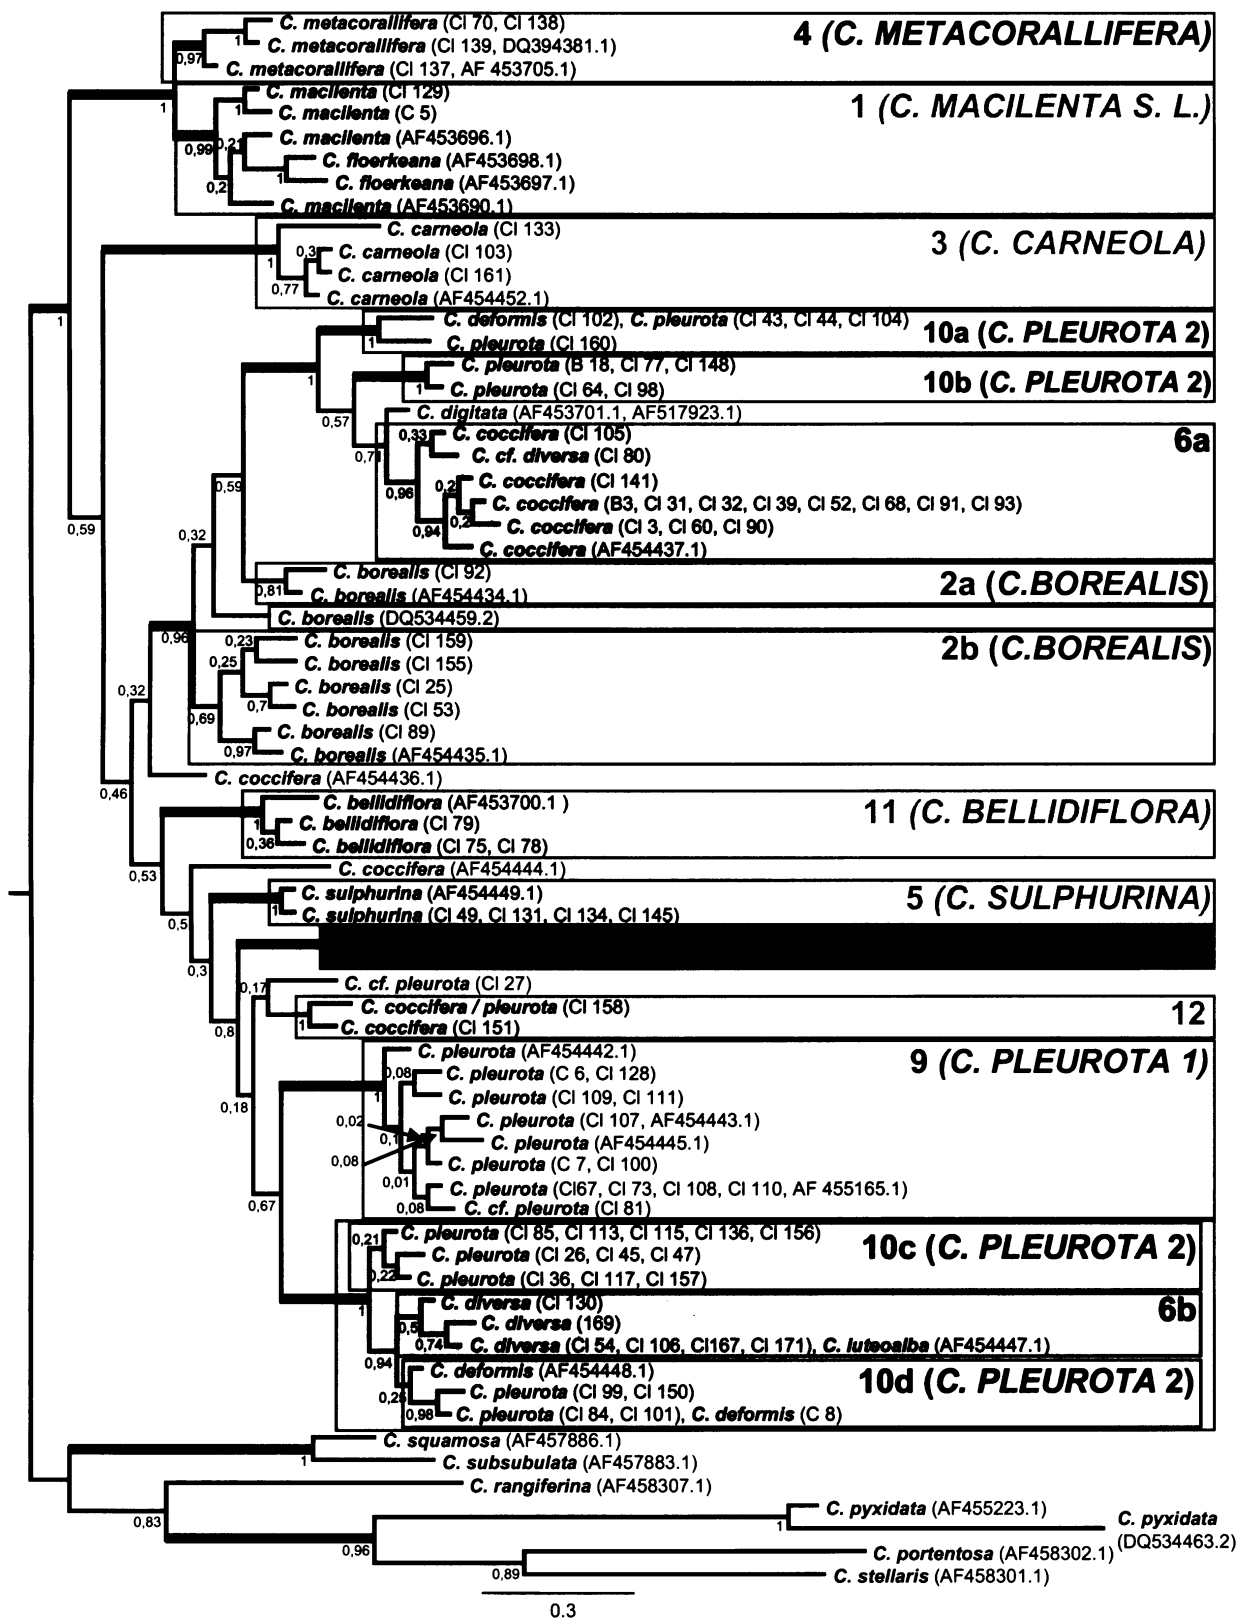 C. metacorallifera (Cl 70, Cl 138)
4 (C. METACORALLIFERA)
1
C. metacorallifera (Cl 139, DQ394381.1)
0,97
C. metacorallifera (Cl 137, AF 453705.1)
C. macilenta (Cl 129)
1
1 (C. MACILENTA S. L.)
1
C. macilenta (C 5)
C. macilenta (AF453696.1)
0,99
0,21
C. floerkeana (AF453698.1)
1
C. floerkeana (AF453697.1)
0,2
C. macilenta (AF453690.1)
C. carneola (Cl 133)
3 (C. CARNEOLA)
0,3
C. carneola (Cl 103)
1
C. carneola (Cl 161)
0,77
C. carneola (AF454452.1)
1
C. deformis (Cl 102), C. pleurota (Cl 43, Cl 44, Cl 104)
10a (C. PLEUROTA 2)
1
C. pleurota (Cl 160)
C. pleurota (B 18, Cl 77, Cl 148)
10b (C. PLEUROTA 2)
1
1
C. pleurota (Cl 64, Cl 98)
0,57
C. digitata (AF453701.1, AF517923.1)
0,33
C. coccifera (Cl 105)
6a
0,71
C. cf. diversa (Cl 80)
C. coccifera (Cl 141)
0,59
0,96
0,2
C. coccifera (B3, Cl 31, Cl 32, Cl 39, Cl 52, Cl 68, Cl 91, Cl 93)
0,2
0,59
0,94
C. coccifera (Cl 3, Cl 60, Cl 90)
0,32
C. coccifera (AF454437.1)
C. borealis (Cl 92)
2a (C.BOREALIS)
0,81
C. borealis (AF454434.1)
C. borealis (DQ534459.2)
0,96
0,23
C. borealis (Cl 159)
2b (C.BOREALIS)
0,25
C. borealis (Cl 155)
0,32
C. borealis (Cl 25)
0,7
C. borealis (Cl 53)
0,69
C. borealis (Cl 89)
0,97
C. borealis (AF454435.1)
C. coccifera (AF454436.1)
0,46
C. bellidiflora (AF453700.1 )
11 (C. BELLIDIFLORA)
1
C. bellidiflora (Cl 79)
0,36
C. bellidiflora (Cl 75, Cl 78)
C. coccifera (AF454444.1)
0,53
C. sulphurina (AF454449.1)
5 (C. SULPHURINA)
1
C. sulphurina (Cl 49, Cl 131, Cl 134, Cl 145)
0,5
0,3
C. cf. pleurota (Cl 27)
0,17
C. coccifera / pleurota (Cl 158)
12
1
C. coccifera (Cl 151)
0,8
C. pleurota (AF454442.1)
9 (C. PLEUROTA 1)
0,08
C. pleurota (C 6, Cl 128)
1
C. pleurota (Cl 109, Cl 111)
0,18
0,02
C. pleurota (Cl 107, AF454443.1)
0,1
C. pleurota (AF454445.1)
0,08
C. pleurota (C 7, Cl 100)
0,01
C. pleurota (Cl67, Cl 73, Cl 108, Cl 110, AF 455165.1)
0,67
0,08
C. cf. pleurota (Cl 81)
C. pleurota (Cl 85, Cl 113, Cl 115, Cl 136, Cl 156)
0,21
10c (C. PLEUROTA 2)
C. pleurota (Cl 26, Cl 45, Cl 47)
0,22
C. pleurota (Cl 36, Cl 117, Cl 157)
1
C. diversa (Cl 130)
6b
0,5
C. diversa (169)
0,74
C. diversa (Cl 54, Cl 106, Cl167, Cl 171), C. luteoalba (AF454447.1)
0,94
C. deformis (AF454448.1)
10d (C. PLEUROTA 2)
0,25
C. pleurota (Cl 99, Cl 150)
0,98
C. pleurota (Cl 84, Cl 101), C. deformis (C 8)
C. squamosa (AF457886.1)
1
C. subsubulata (AF457883.1)
C. rangiferina (AF458307.1)
0,83
C. pyxidata (AF455223.1)
1
C. pyxidata
(DQ534463.2)
0,96
C. portentosa (AF458302.1)
0,89
C. stellaris (AF458301.1)
0.3